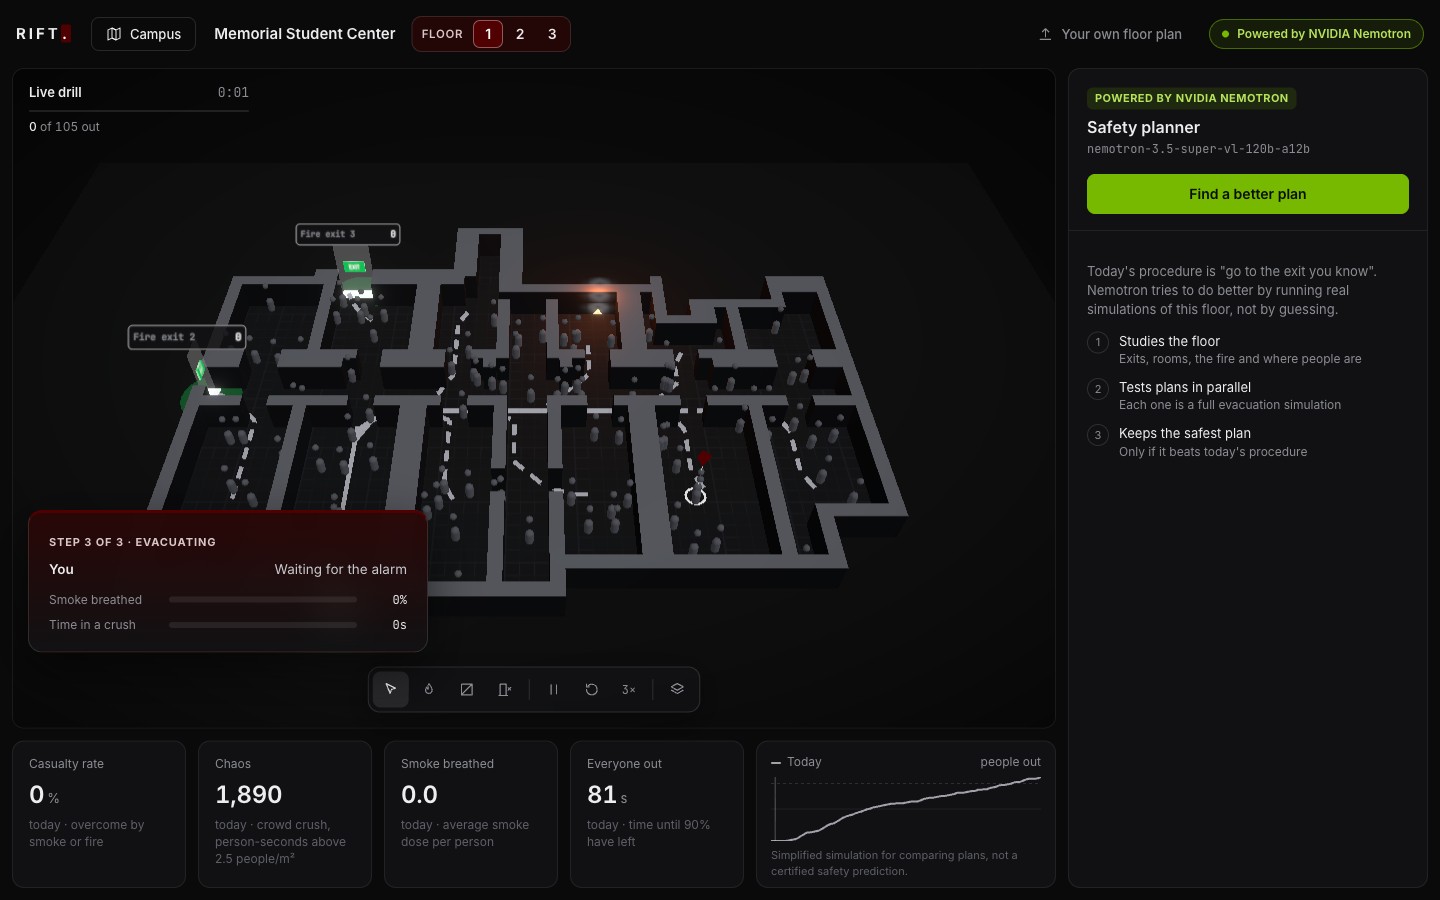 RIFT.
Campus
Memorial Student Center
FLOOR 1 2 3
Your own floor plan
Powered by NVIDIA Nemotron
Live drill 0:01
0 of 105 out
Fire exit 3 0
EXIT
Fire exit 2 0
STEP 3 OF 3 · EVACUATING
You Waiting for the alarm
Smoke breathed 0%
Time in a crush 0s
3×
Casualty rate
0 %
today · overcome by
smoke or fire
Chaos
1,890
today · crowd crush,
person-seconds above
2.5 people/m²
Smoke breathed
0.0
today · average smoke
dose per person
Everyone out
81 s
today · time until 90%
have left
Today people out
Simplified simulation for comparing plans, not a
certified safety prediction.
POWERED BY NVIDIA NEMOTRON
Safety planner
nemotron-3.5-super-vl-120b-a12b
Find a better plan
Today's procedure is "go to the exit you know".
Nemotron tries to do better by running real
simulations of this floor, not by guessing.
1 Studies the floor
Exits, rooms, the fire and where people are
2 Tests plans in parallel
Each one is a full evacuation simulation
3 Keeps the safest plan
Only if it beats today's procedure